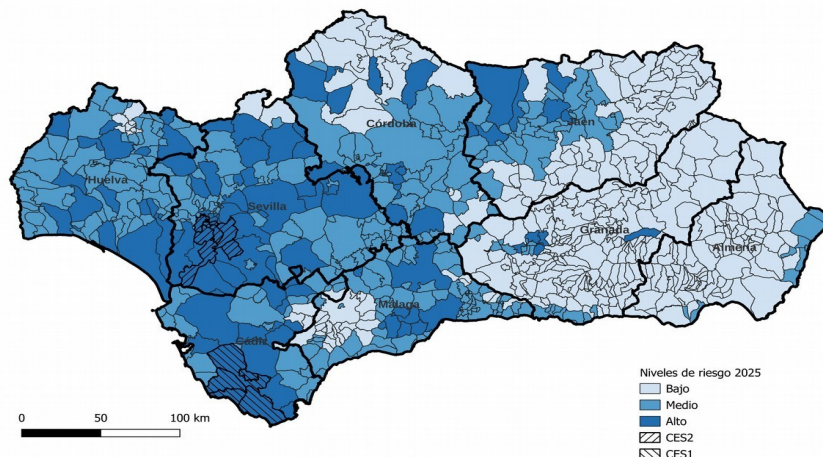 Córdoba
Jaén
Huelva
Sevilla
Granada
Almería
Málaga
Cádiz
Niveles de riesgo 2025
Bajo
Medio
Alto
CES2
CES1
0 50 100 km